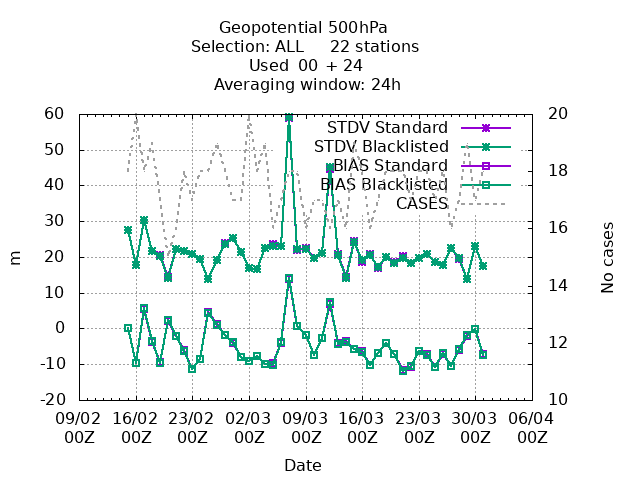 Geopotential 500hPa
Selection: ALL 22 stations
Used 00 + 24
Averaging window: 24h
60 20
STDV Standard
50
STDV Blacklisted
BIAS Standard
18
40
BIAS Blacklisted
CASES
30
16
20
14
10
0
12
-10
-20 10
m
No cases
09/02 16/02 23/02 02/03 09/03 16/03 23/03 30/03 06/04
00Z 00Z 00Z 00Z 00Z 00Z 00Z 00Z 00Z
Date